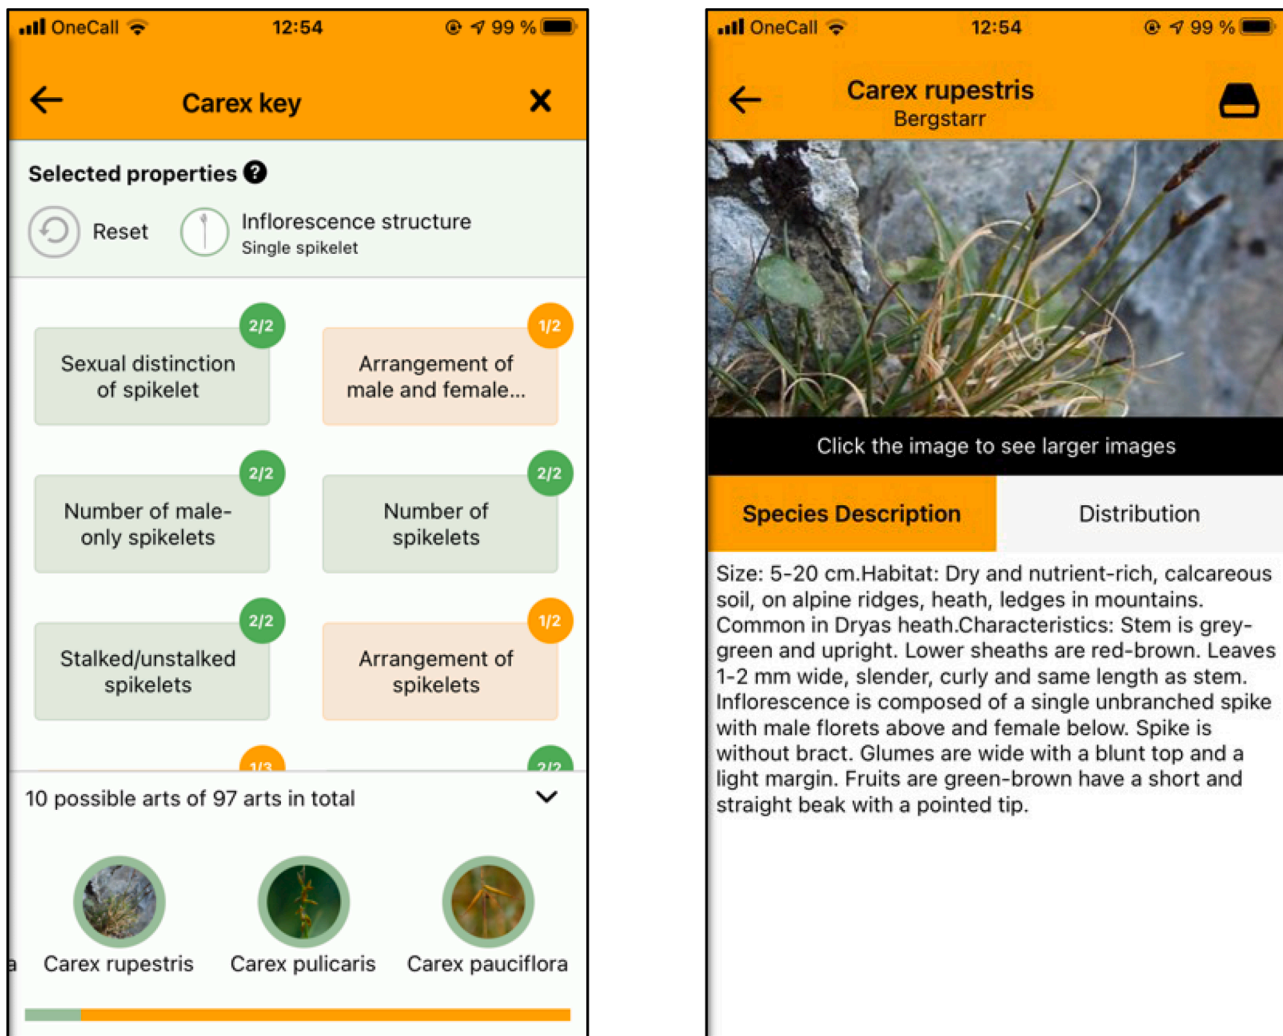 OneCall 12:54 99 %
Carex key
Selected properties ?
Reset
Inflorescence structure
Single spikelet
2/2
Sexual distinction
of spikelet
1/2
Arrangement of
male and female...
2/2
Number of male-
only spikelets
2/2
Number of
spikelets
2/2
Stalked/unstalked
spikelets
1/2
Arrangement of
spikelets
1/3
2/2
10 possible arts of 97 arts in total
a Carex rupestris Carex pulicaris Carex pauciflora
OneCall 12:54 99 %
Carex rupestris
Bergstarr
Click the image to see larger images
Species Description Distribution
Size: 5-20 cm.Habitat: Dry and nutrient-rich, calcareous
soil, on alpine ridges, heath, ledges in mountains.
Common in Dryas heath.Characteristics: Stem is grey-
green and upright. Lower sheaths are red-brown. Leaves
1-2 mm wide, slender, curly and same length as stem.
Inflorescence is composed of a single unbranched spike
with male florets above and female below. Spike is
without bract. Glumes are wide with a blunt top and a
light margin. Fruits are green-brown have a short and
straight beak with a pointed tip.